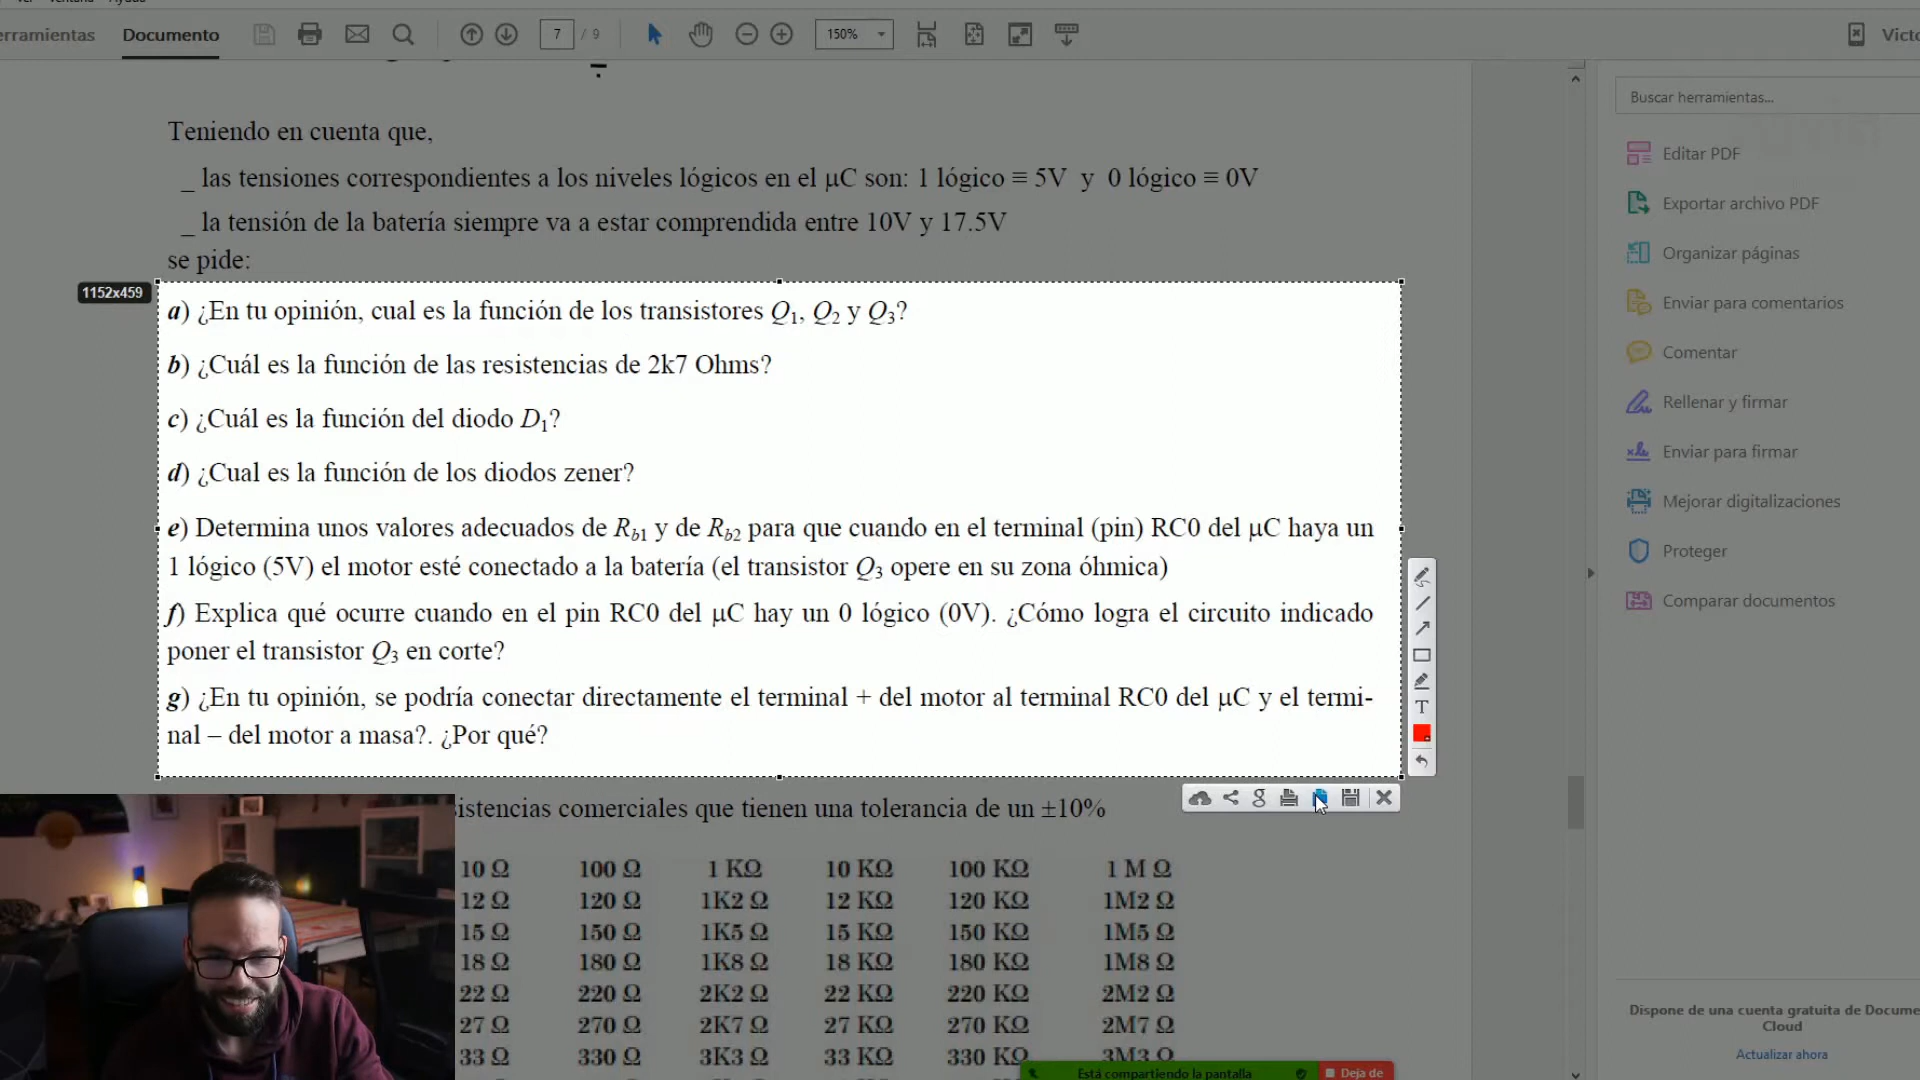 erramientas
Documento
7 / 9
150%
Victo
Buscar herramientas...
Teniendo en cuenta que,
_ las tensiones correspondientes a los niveles lógicos en el µC son: 1 lógico ≡ 5V y 0 lógico ≡ 0V
_ la tensión de la batería siempre va a estar comprendida entre 10V y 17.5V
se pide:
1152x459
a) ¿En tu opinión, cual es la función de los transistores Q1, Q2 y Q3?
b) ¿Cuál es la función de las resistencias de 2k7 Ohms?
c) ¿Cuál es la función del diodo D1?
d) ¿Cual es la función de los diodos zener?
e) Determina unos valores adecuados de Rb1 y de Rb2 para que cuando en el terminal (pin) RC0 del µC haya un
1 lógico (5V) el motor esté conectado a la batería (el transistor Q3 opere en su zona óhmica)
f) Explica qué ocurre cuando en el pin RC0 del µC hay un 0 lógico (0V). ¿Cómo logra el circuito indicado
poner el transistor Q3 en corte?
g) ¿En tu opinión, se podría conectar directamente el terminal + del motor al terminal RC0 del µC y el termi-
nal – del motor a masa?. ¿Por qué?
sistencias comerciales que tienen una tolerancia de un ±10%
10 Ω 100 Ω 1 KΩ 10 KΩ 100 KΩ 1 M Ω
12 Ω 120 Ω 1K2 Ω 12 KΩ 120 KΩ 1M2 Ω
15 Ω 150 Ω 1K5 Ω 15 KΩ 150 KΩ 1M5 Ω
18 Ω 180 Ω 1K8 Ω 18 KΩ 180 KΩ 1M8 Ω
22 Ω 220 Ω 2K2 Ω 22 KΩ 220 KΩ 2M2 Ω
27 Ω 270 Ω 2K7 Ω 27 KΩ 270 KΩ 2M7 Ω
33 Ω 330 Ω 3K3 Ω 33 KΩ 330 KΩ 3M3 Ω
Editar PDF
Exportar archivo PDF
Organizar páginas
Enviar para comentarios
Comentar
Rellenar y firmar
Enviar para firmar
Mejorar digitalizaciones
Proteger
Comparar documentos
Dispone de una cuenta gratuita de Docume
Cloud
Actualizar ahora
Está compartiendo la pantalla
Deja de